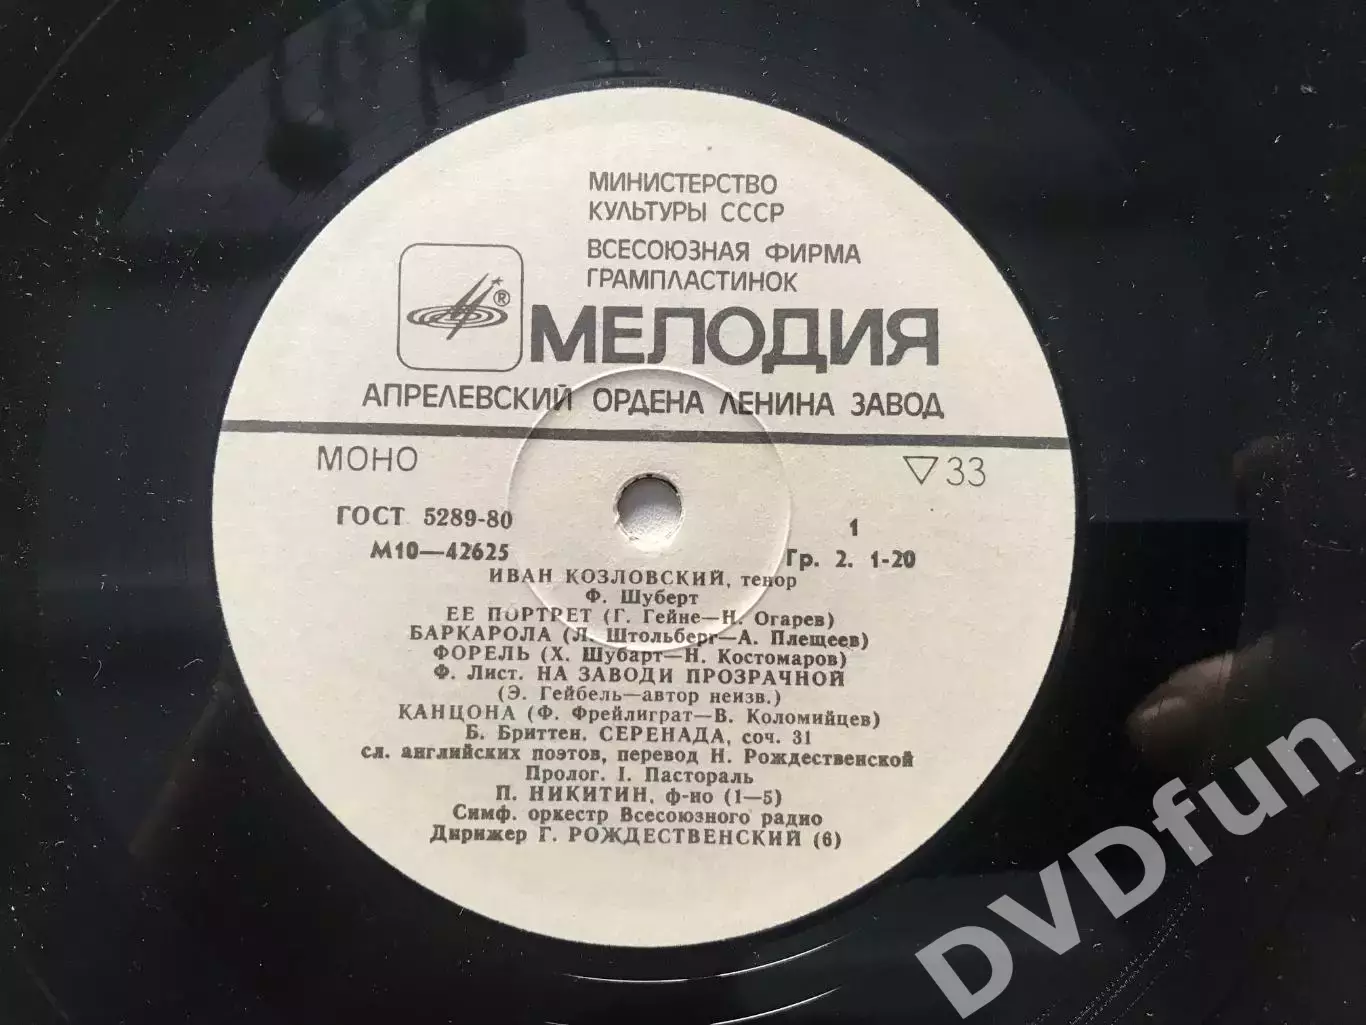 МИНИСТЕРСТВО
КУЛЬТУРЫ СССР
ВСЕСОЮЗНАЯ ФИРМА
ГРАМПЛАСТИНОК
®
МЕЛОДИЯ
АПРЕЛЕВСКИЙ ОРДЕНА ЛЕНИНА ЗАВОД
МОНО ▽33
ГОСТ 5289-80 1
М10—42625 Гр. 2. 1-20
ИВАН КОЗЛОВСКИЙ, тенор
Ф. Шуберт
ЕЕ ПОРТРЕТ (Г. Гейне—Н. Огарев)
БАРКАРОЛА (Л. Штольберг—А. Плещеев)
ФОРЕЛЬ (Х. Шубарт—Н. Костомаров)
Ф. Лист. НА ЗАВОДИ ПРОЗРАЧНОЙ
(Э. Гейбель—автор неизв.)
КАНЦОНА (Ф. Фрейлиграт—В. Коломийцев)
Б. Бриттен. СЕРЕНАДА, соч. 31
сл. английских поэтов, перевод Н. Рождественской
Пролог. I. Пастораль
П. НИКИТИН, ф-но (1—5)
Симф. оркестр Всесоюзного радио
Дирижер Г. РОЖДЕСТВЕНСКИЙ (6)
DVDfun